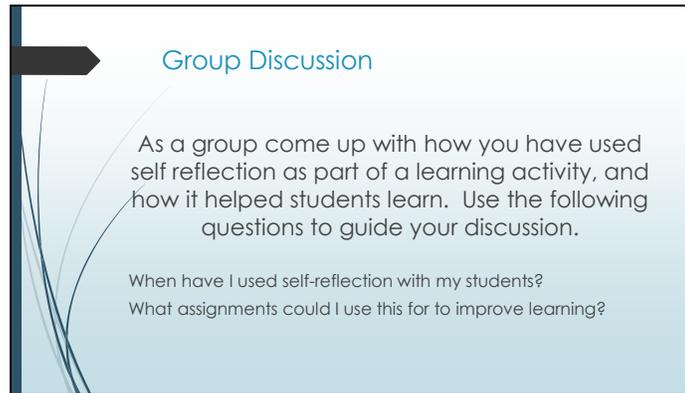 Group Discussion
As a group come up with how you have used
self reflection as part of a learning activity, and
how it helped students learn.  Use the following
questions to guide your discussion.
When have I used self-reflection with my students?
What assignments could I use this for to improve learning?